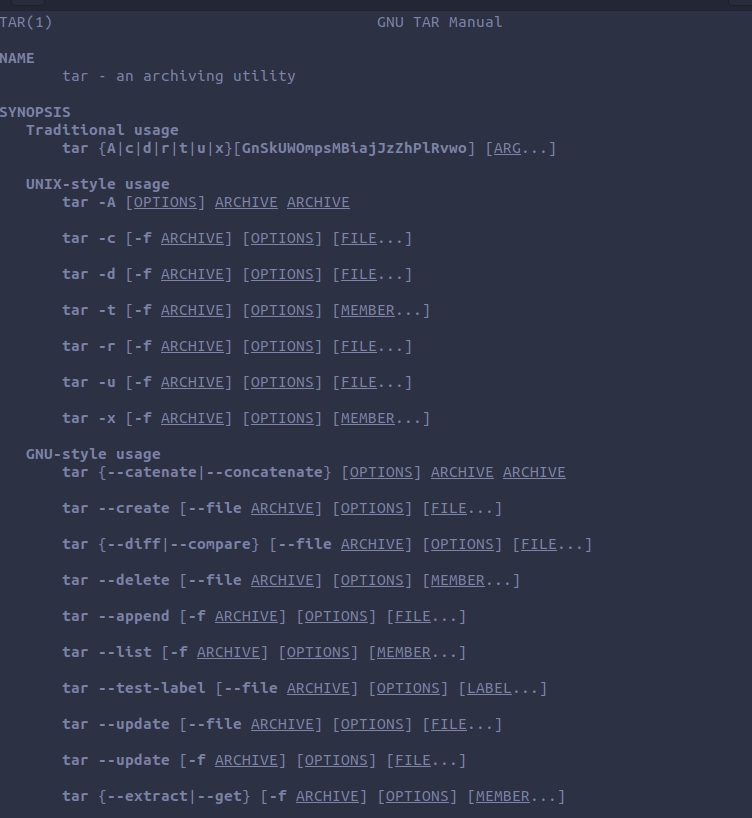 TAR(1) GNU TAR Manual
NAME
tar - an archiving utility
SYNOPSIS
Traditional usage
tar {A|c|d|r|t|u|x}[GnSkUWOmpsMBiajJzZhPlRvwo] [ARG...]
UNIX-style usage
tar -A [OPTIONS] ARCHIVE ARCHIVE
tar -c [-f ARCHIVE] [OPTIONS] [FILE...]
tar -d [-f ARCHIVE] [OPTIONS] [FILE...]
tar -t [-f ARCHIVE] [OPTIONS] [MEMBER...]
tar -r [-f ARCHIVE] [OPTIONS] [FILE...]
tar -u [-f ARCHIVE] [OPTIONS] [FILE...]
tar -x [-f ARCHIVE] [OPTIONS] [MEMBER...]
GNU-style usage
tar {--catenate|--concatenate} [OPTIONS] ARCHIVE ARCHIVE
tar --create [--file ARCHIVE] [OPTIONS] [FILE...]
tar {--diff|--compare} [--file ARCHIVE] [OPTIONS] [FILE...]
tar --delete [--file ARCHIVE] [OPTIONS] [MEMBER...]
tar --append [-f ARCHIVE] [OPTIONS] [FILE...]
tar --list [-f ARCHIVE] [OPTIONS] [MEMBER...]
tar --test-label [--file ARCHIVE] [OPTIONS] [LABEL...]
tar --update [--file ARCHIVE] [OPTIONS] [FILE...]
tar --update [-f ARCHIVE] [OPTIONS] [FILE...]
tar {--extract|--get} [-f ARCHIVE] [OPTIONS] [MEMBER...]